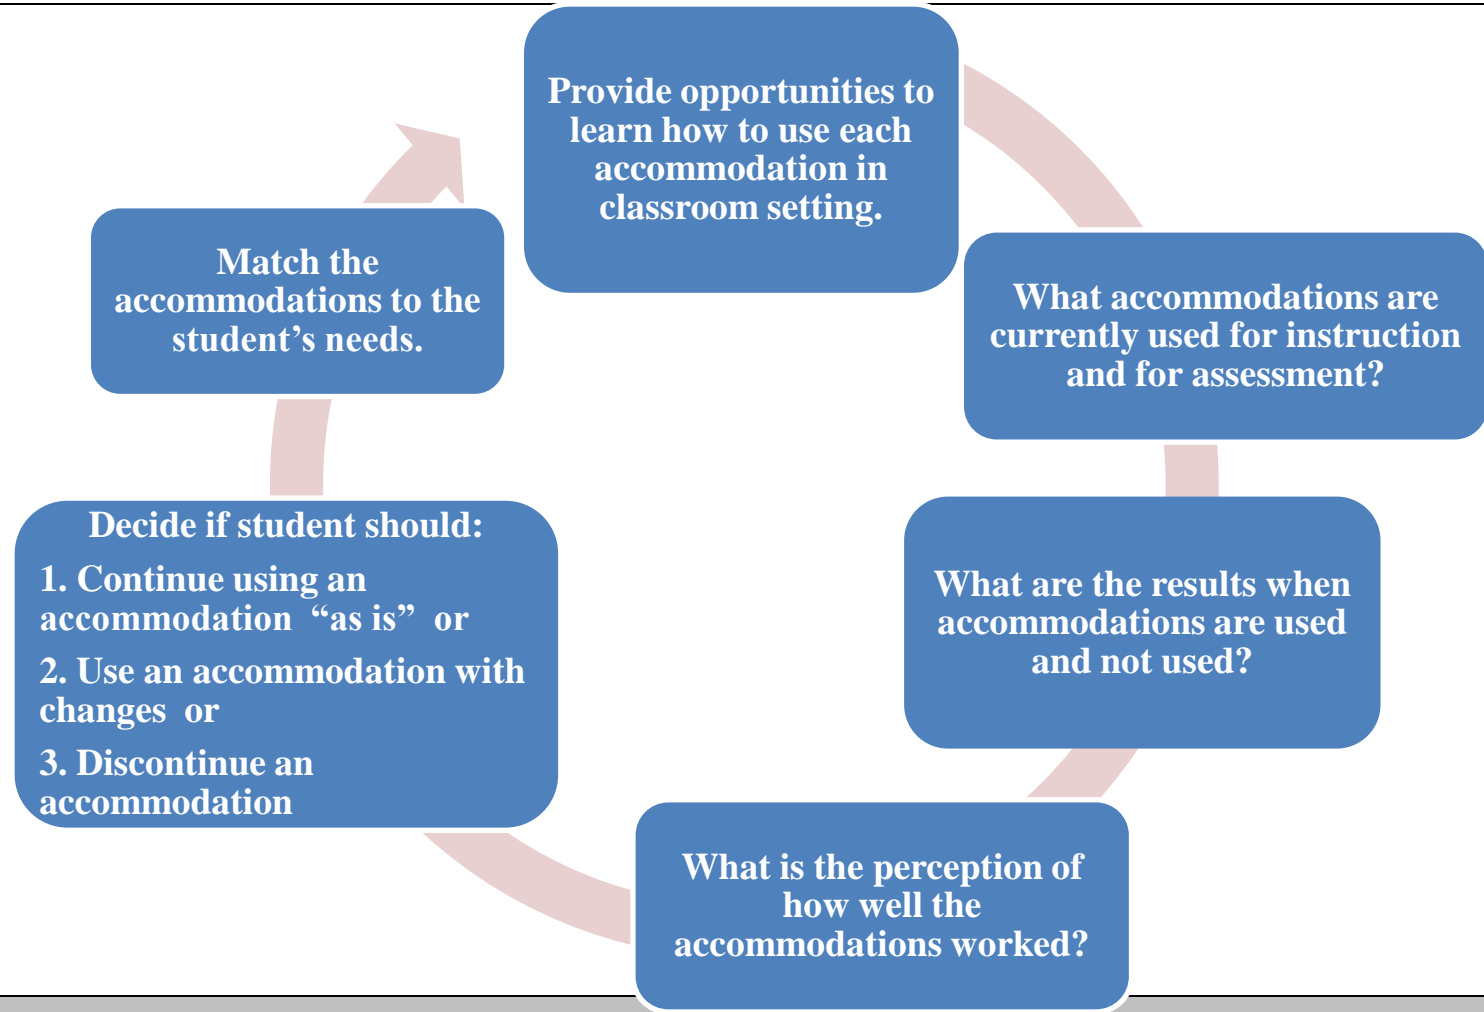 Provide opportunities to
learn how to use each
accommodation in
classroom setting.
What accommodations are
currently used for instruction
and for assessment?
What are the results when
accommodations are used
and not used?
What is the perception of
how well the
accommodations worked?
Decide if student should:
1. Continue using an
accommodation “as is” or
2. Use an accommodation with
changes or
3. Discontinue an
accommodation
Match the
accommodations to the
student’s needs.